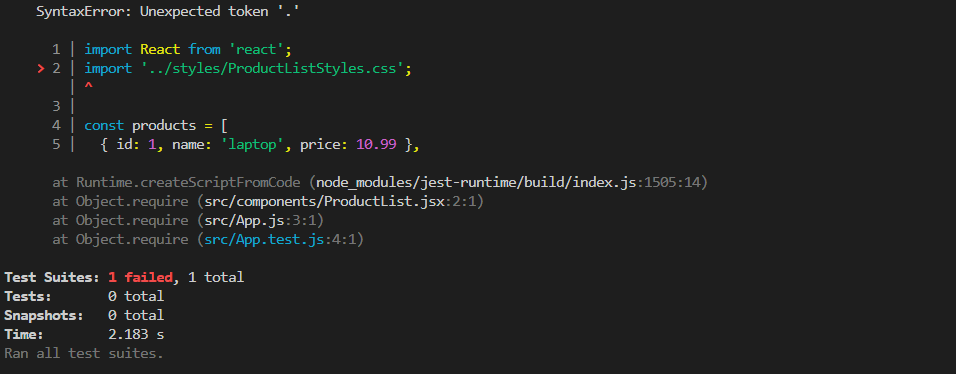 SyntaxError: Unexpected token '.'
1 | import React from 'react';
> 2 | import '../styles/ProductListStyles.css';
| ^
3 |
4 | const products = [
5 |   { id: 1, name: 'laptop', price: 10.99 },
at Runtime.createScriptFromCode (node_modules/jest-runtime/build/index.js:1505:14)
at Object.require (src/components/ProductList.jsx:2:1)
at Object.require (src/App.js:3:1)
at Object.require (src/App.test.js:4:1)
Test Suites: 1 failed, 1 total
Tests:       0 total
Snapshots:   0 total
Time:        2.183 s
Ran all test suites.